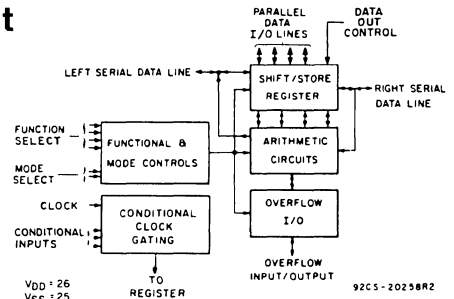 t
PARALLEL
DATA
I/O LINES
DATA
OUT
CONTROL
LEFT SERIAL DATA LINE
SHIFT/STORE
REGISTER
RIGHT SERIAL
DATA LINE
FUNCTION
SELECT
FUNCTIONAL &
MODE CONTROLS
ARITHMETIC
CIRCUITS
MODE
SELECT
CLOCK
CONDITIONAL
INPUTS
CONDITIONAL
CLOCK
GATING
OVERFLOW
I/O
TO
REGISTER
OVERFLOW
INPUT/OUTPUT
VDD = 26
VSS = 25
92CS-20258R2